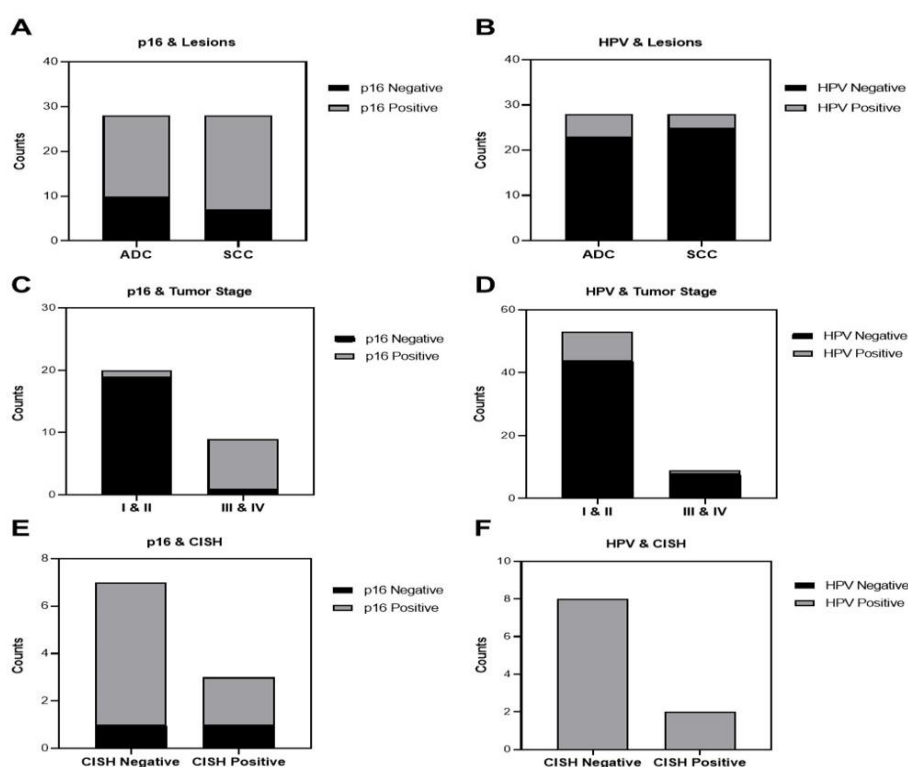 A
p16 & Lesions
40
30
20
10
0
Counts
ADC
SCC
p16 Negative
p16 Positive
B
HPV & Lesions
40
30
20
10
0
Counts
ADC
SCC
HPV Negative
HPV Positive
C
p16 & Tumor Stage
30
20
10
0
Counts
I & II
III & IV
p16 Negative
p16 Positive
D
HPV & Tumor Stage
60
40
20
0
Counts
I & II
III & IV
HPV Negative
HPV Positive
E
p16 & CISH
8
6
4
2
0
Counts
CISH Negative
CISH Positive
p16 Negative
p16 Positive
F
HPV & CISH
10
8
6
4
2
0
Counts
CISH Negative
CISH Positive
HPV Negative
HPV Positive